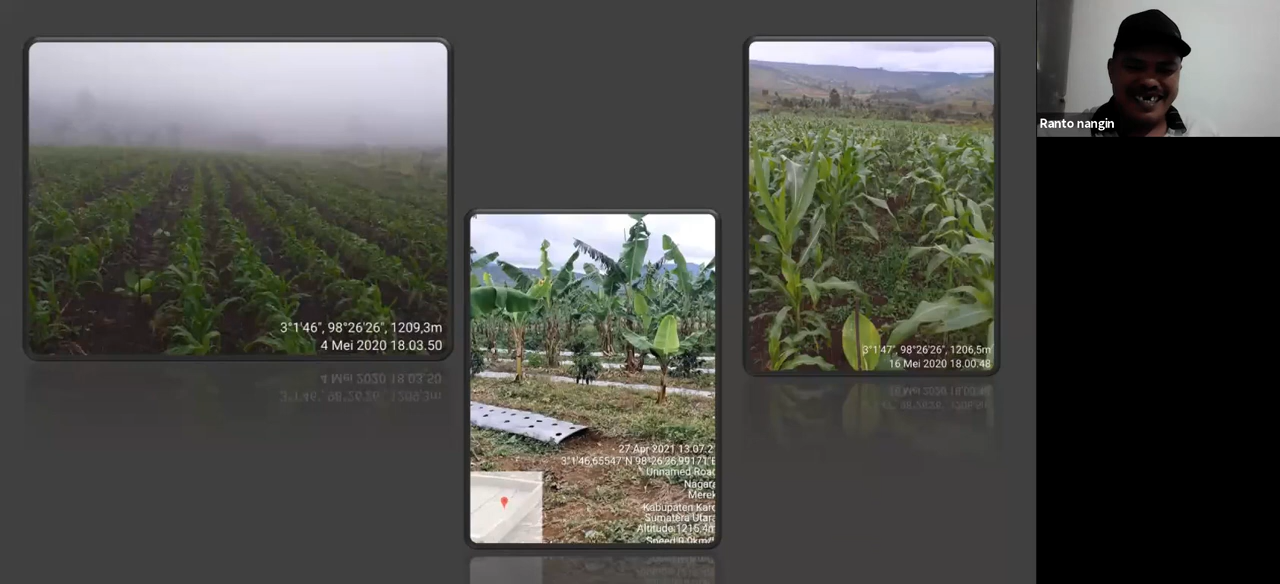 3°1'46", 98°26'26", 1209,3m
4 Mei 2020 18.03.50
27 Apr 2021 13.07.2
3°1'46,65547"N 98°26'26,99171"E
Unnamed Road
Nagara
Merek
Kabupaten Karo
Sumatera Utara
Altitude:1215.4m
Speed:0.0km/
3°1'47", 98°26'26", 1206,5m
16 Mei 2020 18.00.48
Ranto nangin